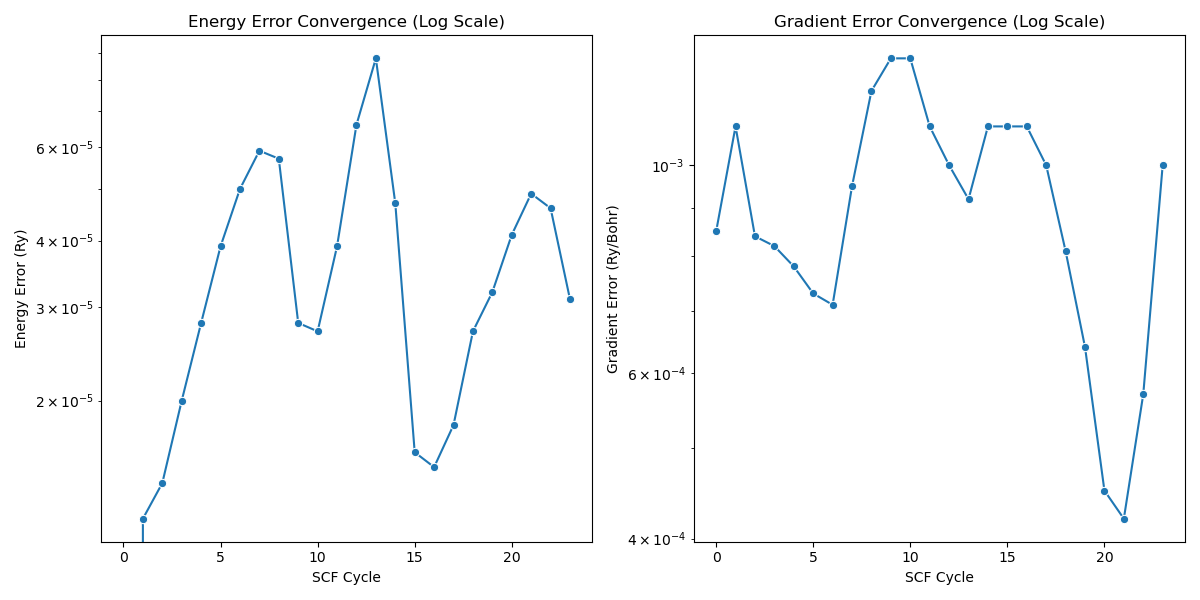 Energy Error Convergence (Log Scale)
Energy Error (Ry)
6 × 10⁻⁵
4 × 10⁻⁵
3 × 10⁻⁵
2 × 10⁻⁵
0 5 10 15 20
SCF Cycle
Gradient Error Convergence (Log Scale)
Gradient Error (Ry/Bohr)
10⁻³
6 × 10⁻⁴
4 × 10⁻⁴
0 5 10 15 20
SCF Cycle